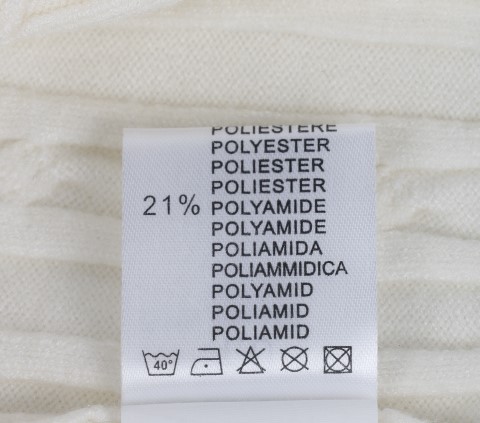 POLIESTERE
POLYESTER
POLIESTER
POLIESTER
21% POLYAMIDE
POLYAMIDE
POLIAMIDA
POLIAMMIDICA
POLYAMID
POLIAMID
POLIAMID
40°